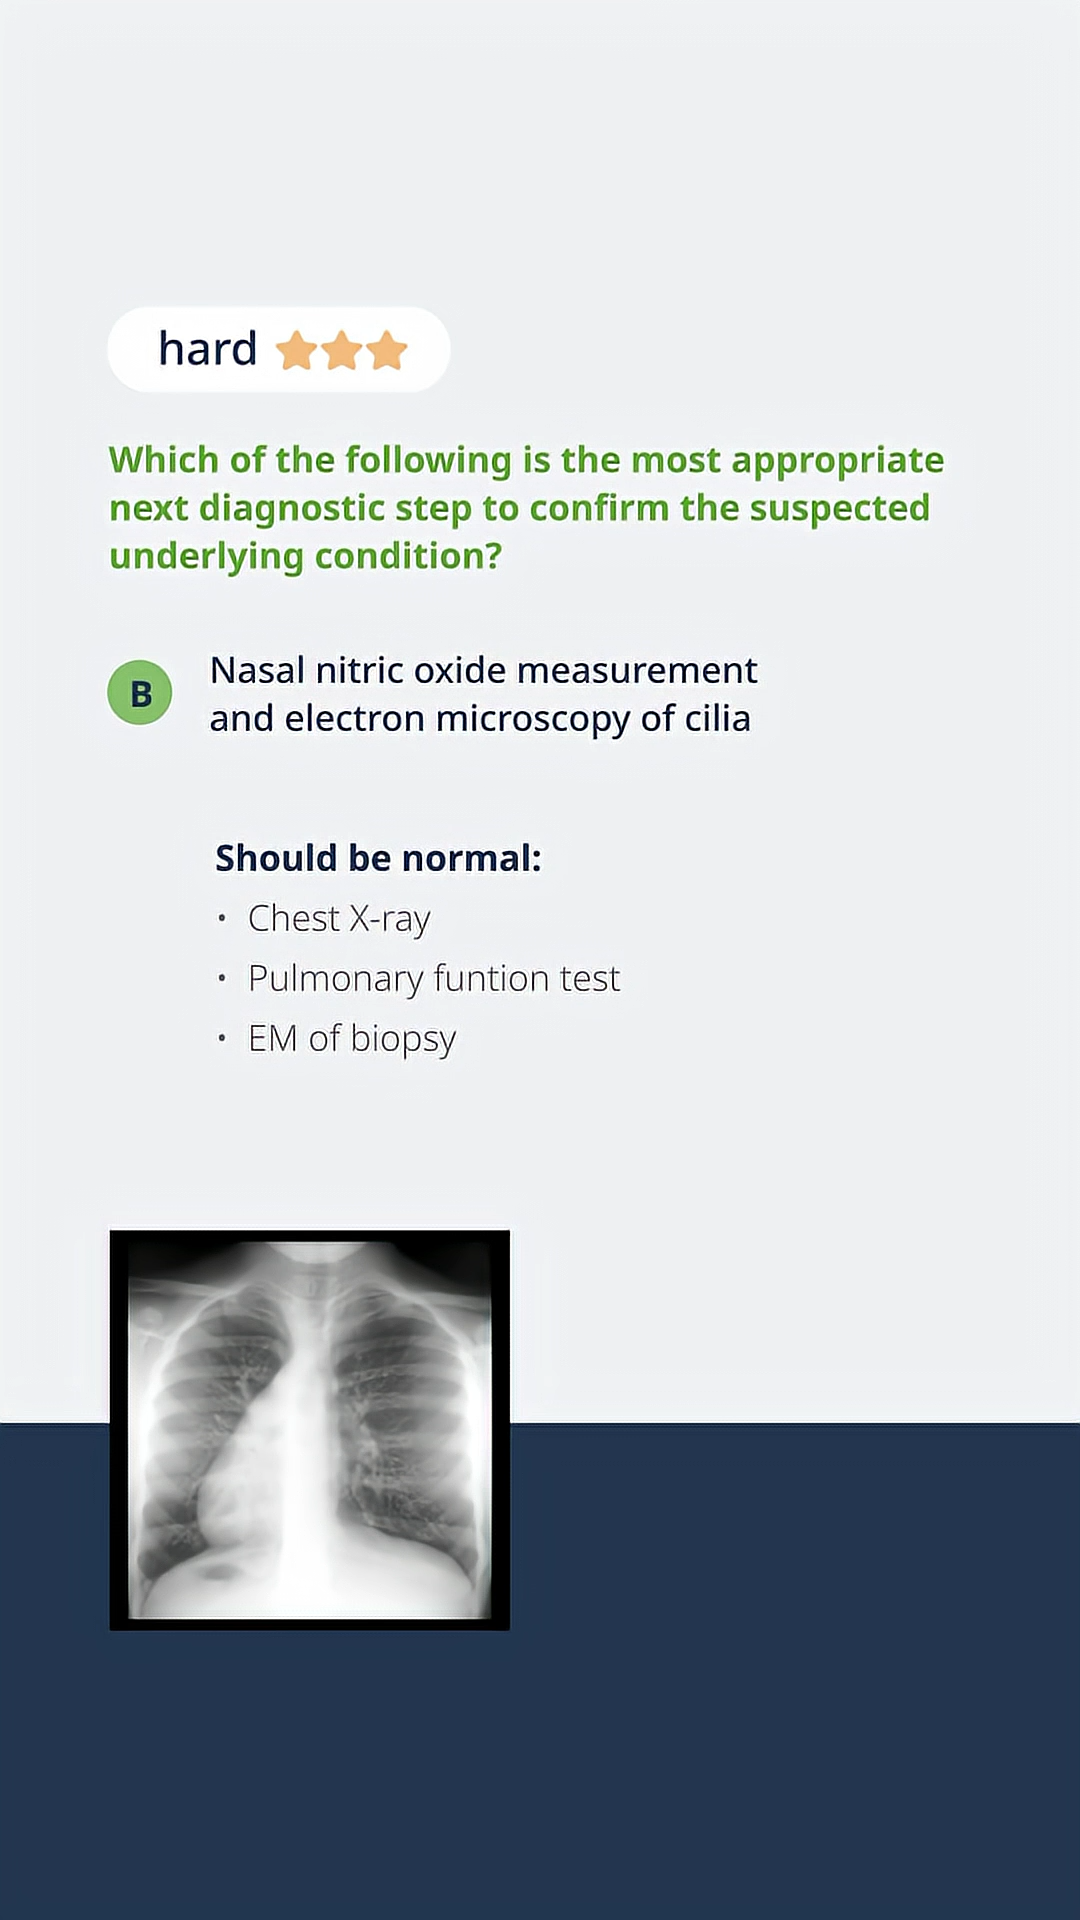 hard
Which of the following is the most appropriate
next diagnostic step to confirm the suspected
underlying condition?
B
Nasal nitric oxide measurement
and electron microscopy of cilia
Should be normal:
• Chest X-ray
• Pulmonary funtion test
• EM of biopsy